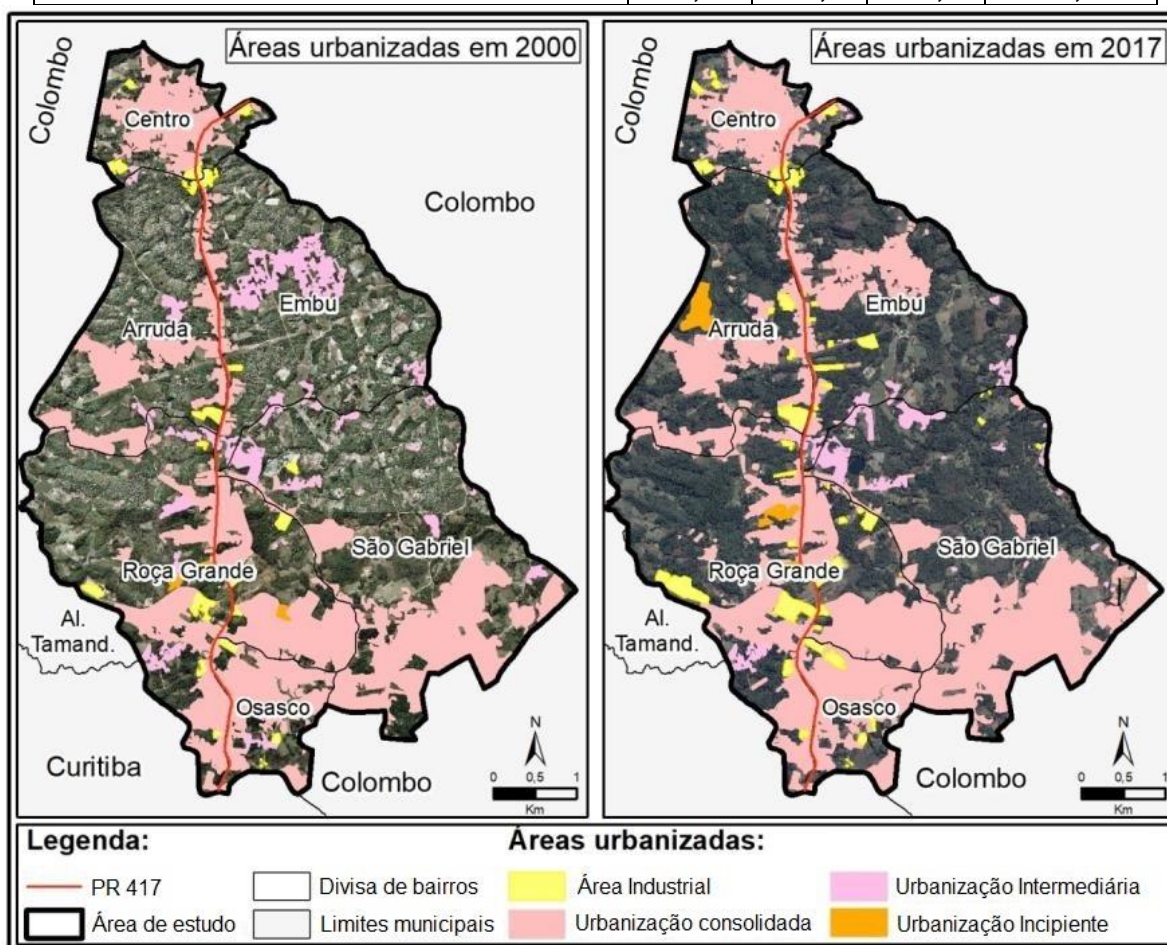 Áreas urbanizadas em 2000
Colombo
Centro
Colombo
Embú
Arruda
São Gabriel
Roça Grande
Al.
Tamand.
Osasco
Curitiba
Colombo
N
0 0,5 1
Km
Áreas urbanizadas em 2017
Colombo
Centro
Colombo
Embú
Arruda
São Gabriel
Roça Grande
Al.
Tamand.
Osasco
Curitiba
Colombo
N
0 0,5 1
Km
Legenda:
Áreas urbanizadas:
PR 417
Divisa de bairros
Área Industrial
Urbanização Intermediária
Área de estudo
Limites municipais
Urbanização consolidada
Urbanização Incipiente